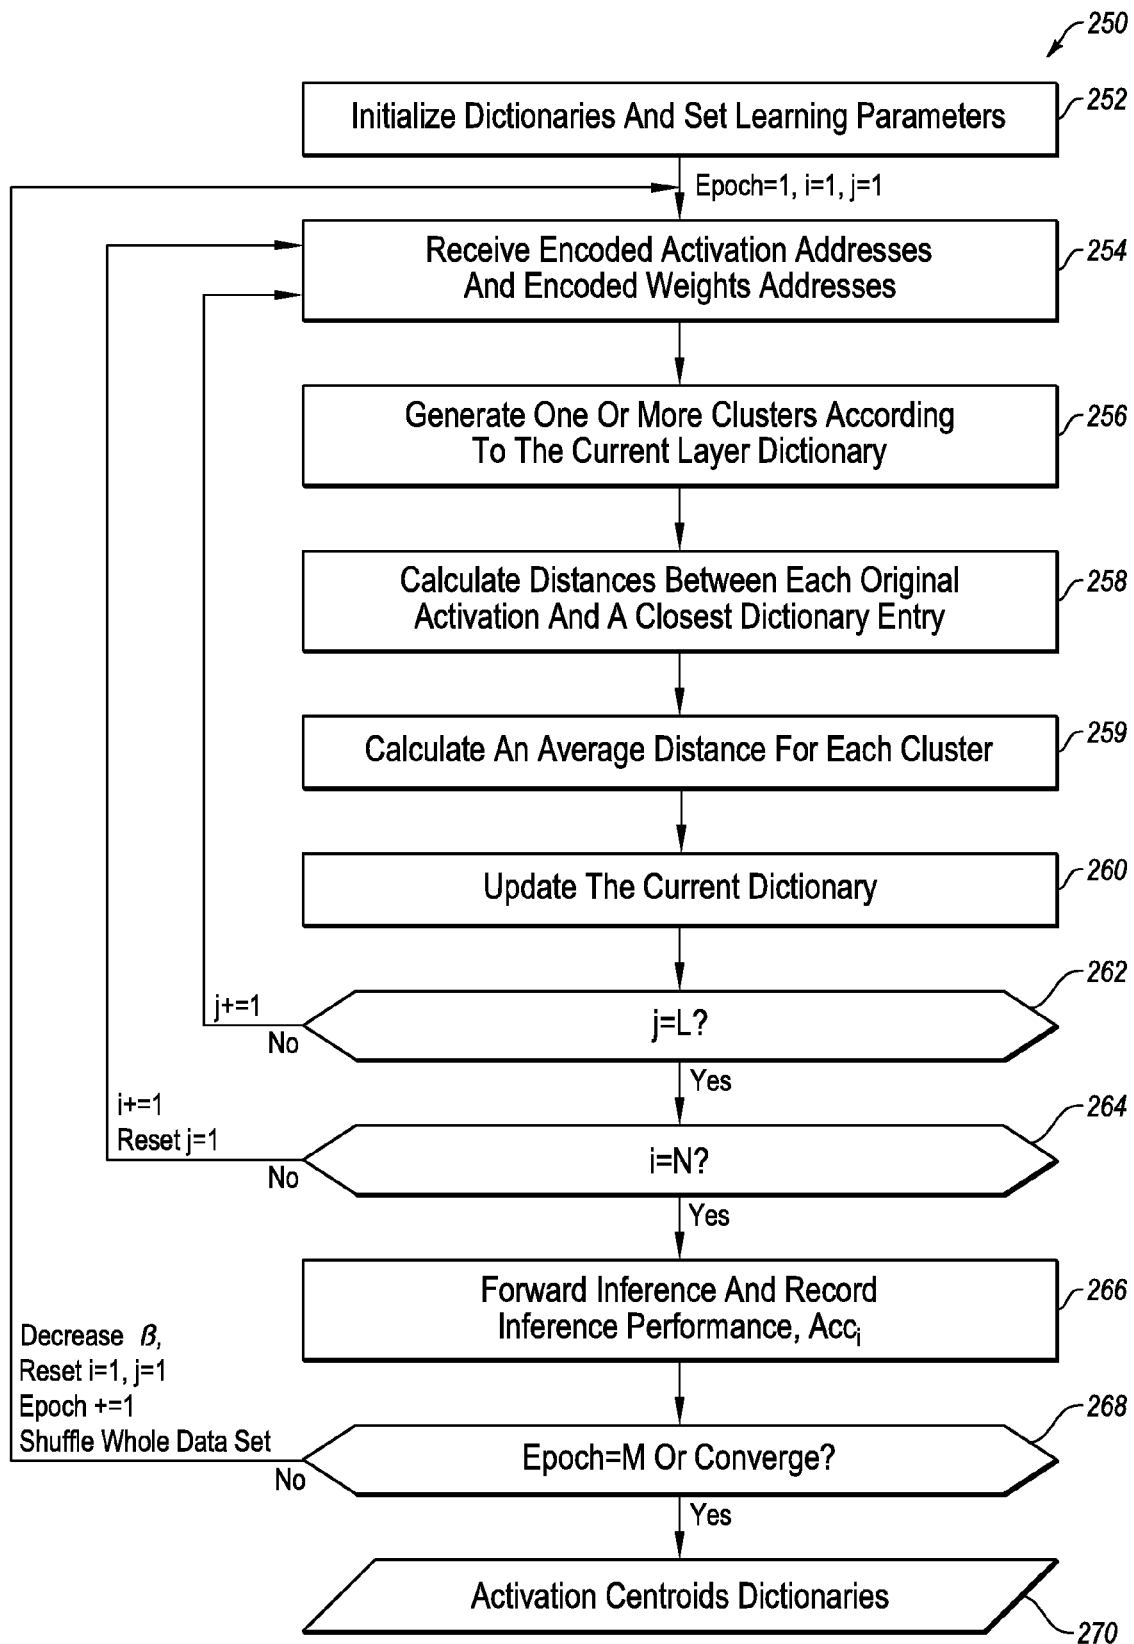 250
Initialize Dictionaries And Set Learning Parameters
252
Epoch=1, i=1, j=1
Receive Encoded Activation Addresses
And Encoded Weights Addresses
254
Generate One Or More Clusters According
To The Current Layer Dictionary
256
Calculate Distances Between Each Original
Activation And A Closest Dictionary Entry
258
Calculate An Average Distance For Each Cluster
259
Update The Current Dictionary
260
j=L?
262
j+=1
No
Yes
i=N?
264
i+=1
Reset j=1
No
Yes
Forward Inference And Record
Inference Performance, Acci
266
Decrease β,
Reset i=1, j=1
Epoch +=1
Shuffle Whole Data Set
No
Epoch=M Or Converge?
268
Yes
Activation Centroids Dictionaries
270